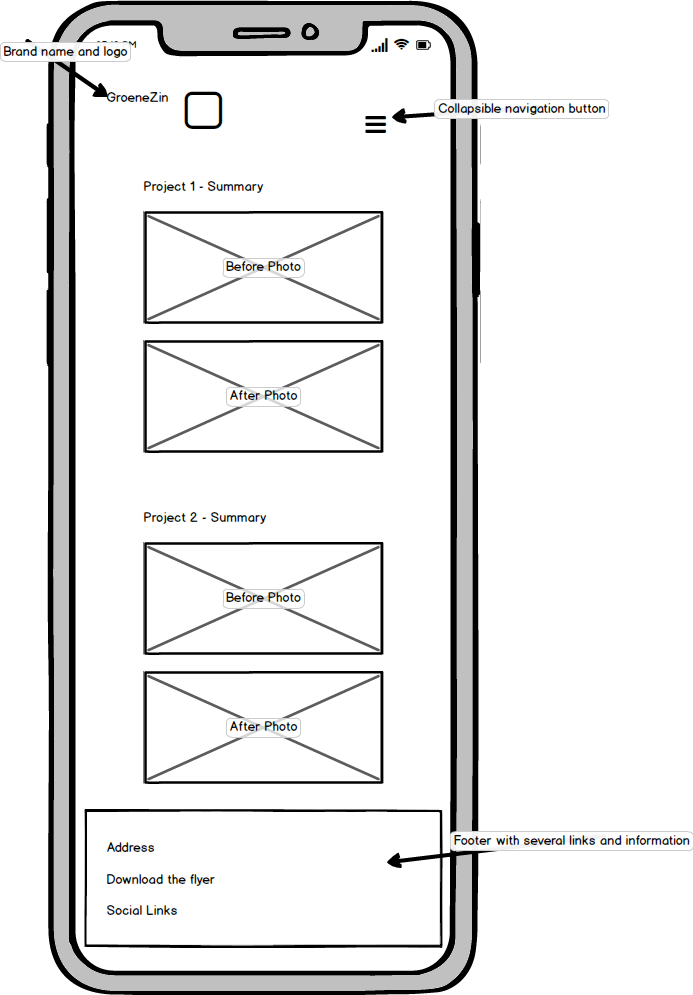 Brand name and logo
GroeneZin
Collapsible navigation button
Project 1 - Summary
Before Photo
After Photo
Project 2 - Summary
Before Photo
After Photo
Footer with several links and information
Address
Download the flyer
Social Links